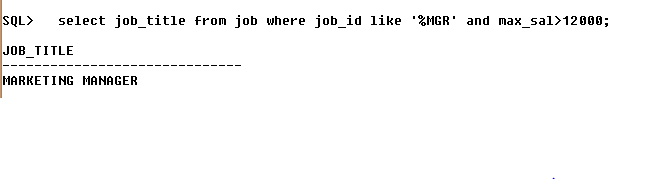 SQL>   select job_title from job where job_id like '%MGR' and max_sal>12000;
JOB_TITLE
------------------------------
MARKETING MANAGER